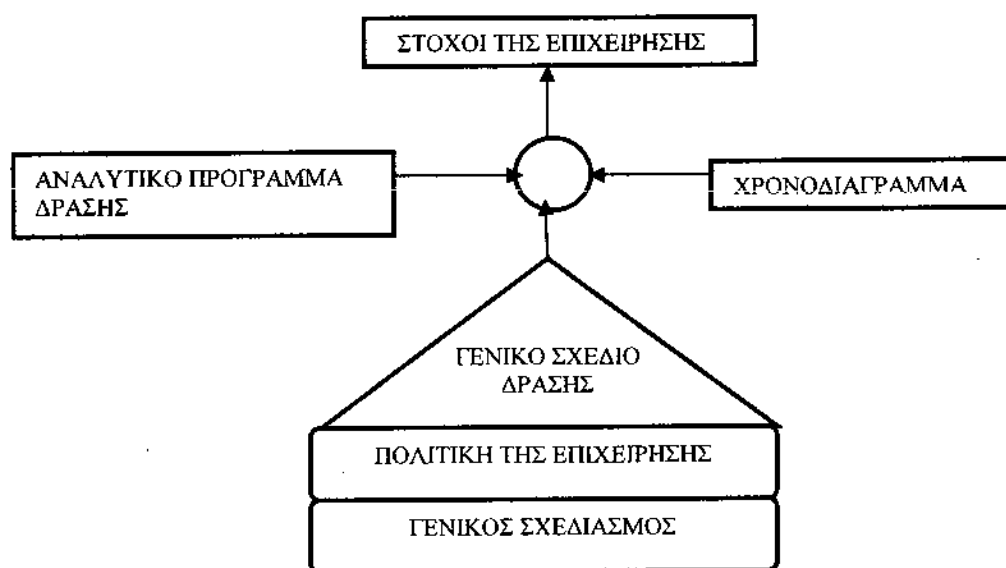 ΣΤΟΧΟΙ ΤΗΣ ΕΠΙΧΕΙΡΗΣΗΣ
ΑΝΑΛΥΤΙΚΟ ΠΡΟΓΡΑΜΜΑ
ΔΡΑΣΗΣ
ΧΡΟΝΟΔΙΑΓΡΑΜΜΑ
ΓΕΝΙΚΟ ΣΧΕΔΙΟ
ΔΡΑΣΗΣ
ΠΟΛΙΤΙΚΗ ΤΗΣ ΕΠΙΧΕΙΡΗΣΗΣ
ΓΕΝΙΚΟΣ ΣΧΕΔΙΑΣΜΟΣ